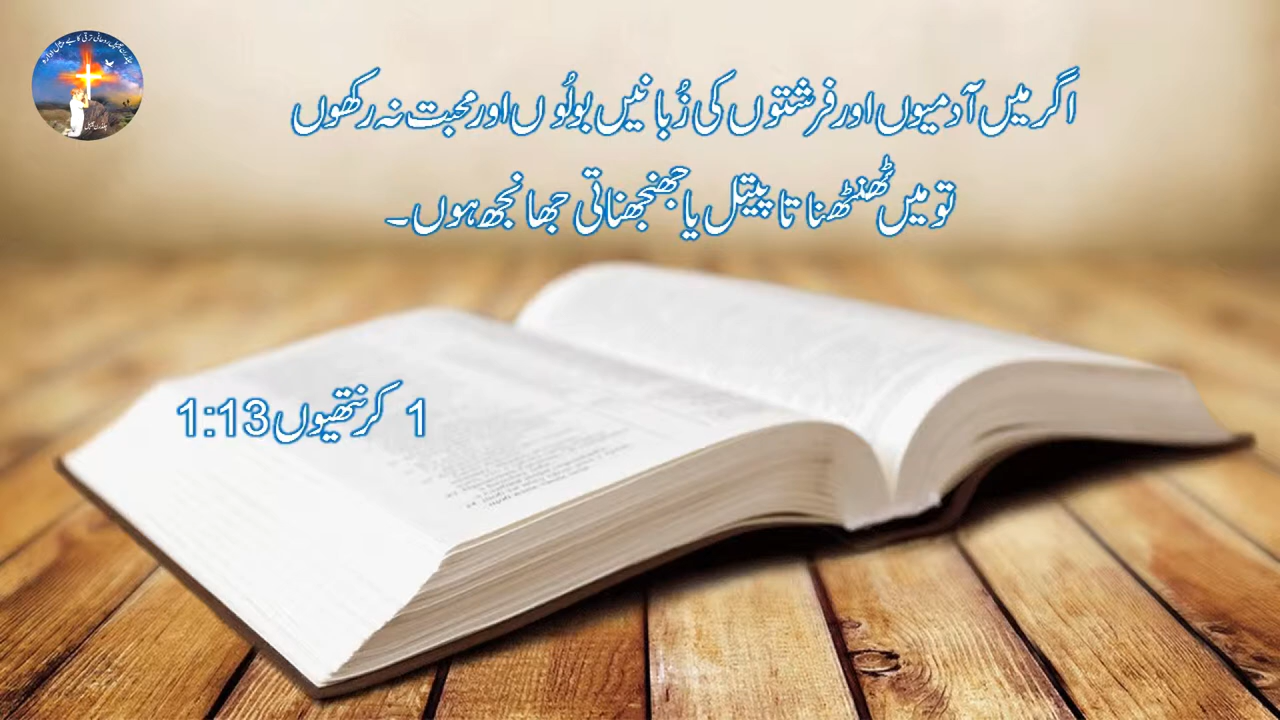 اگر میں آدمیوں اور فرشتوں کی زُبانیں بولُوں اور محبت نہ رکھوں
تو میں ٹھنٹھناتا پیتل یا جھنجھناتی جھانجھ ہوں۔
1 کرنتھیوں 1:13